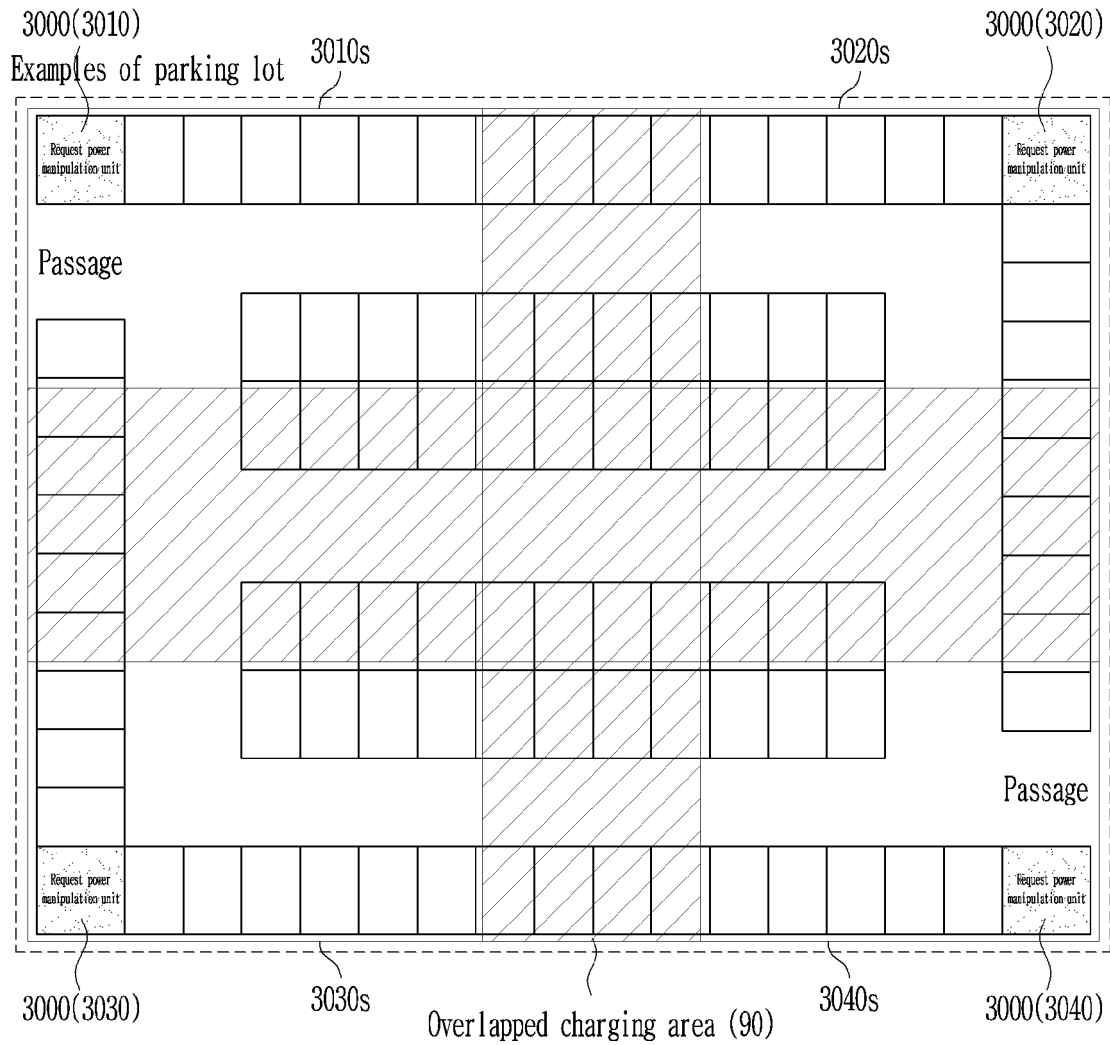 3000(3010)
3000(3020)
3010s
3020s
Examples of parking lot
Request power
manipulation unit
Request power
manipulation unit
Passage
Passage
Request power
manipulation unit
Request power
manipulation unit
3000(3030)
3030s
3040s
3000(3040)
Overlapped charging area (90)